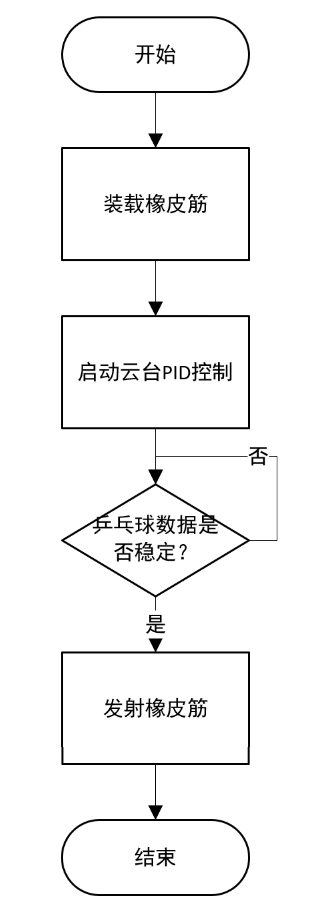 开始
装载橡皮筋
启动云台PID控制
否
乒乓球数据是
否稳定？
是
发射橡皮筋
结束